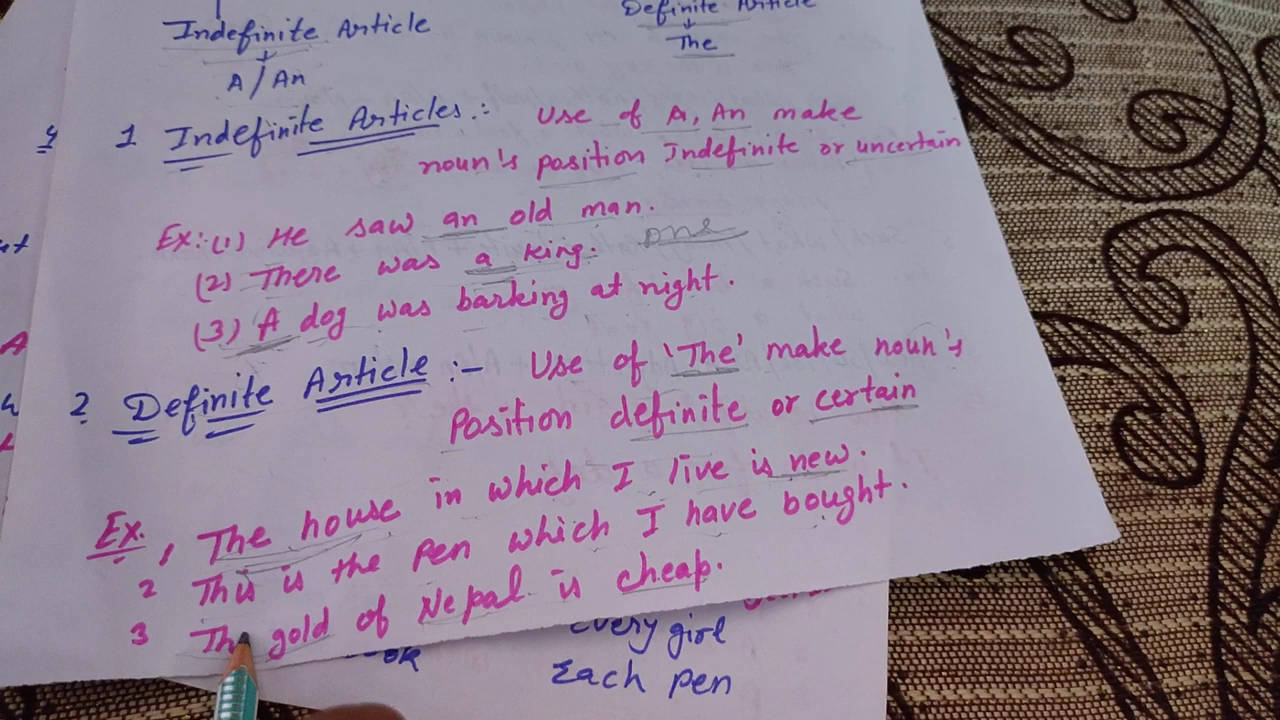 Indefinite Article
Definite Article
A/An
The
1 Indefinite Articles:- Use of A, An make
noun's position Indefinite or uncertain
Ex:- (1) He saw an old man.
one
(2) There was a king.
(3) A dog was barking at night.
2 Definite Article :- Use of 'The' make noun's
Position definite or certain
Ex. 1 The house in which I live is new.
2 This is the Pen which I have bought.
3 Th gold of Nepal is cheap.
every girl
Each pen